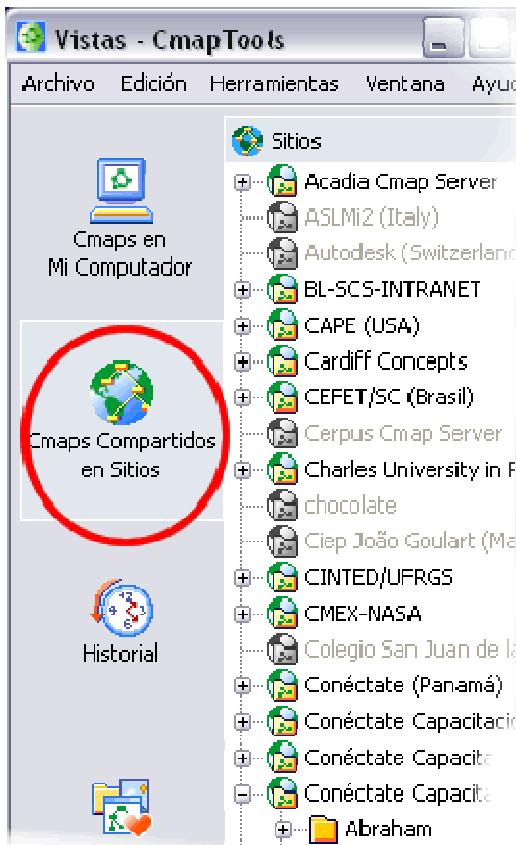 Vistas - CmapTools
Archivo Edición Herramientas Ventana
Cmaps en
Mi Computador
Cmaps Compartidos
en Sitios
Historial
Sitios
Acadia Cmap Server
ASLMi2 (Italy)
Autodesk (Switzerland
BL-SCS-INTRANET
CAPE (USA)
Cardiff Concepts
CEFET/SC (Brasil)
Cerpus Cmap Server
Charles University in
chocolate
Ciep João Goulart (Ma
CINTED/UFRGS
CMEX-NASA
Colegio San Juan de la
Conéctate (Panamá)
Conéctate Capacitaci
Conéctate Capacita
Conéctate Capacita
Abraham